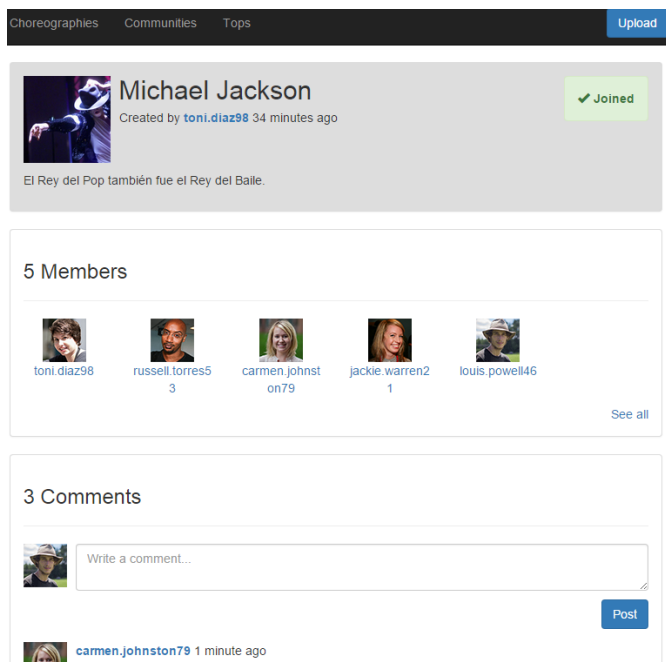 Choreographies Communities Tops Upload
Michael Jackson
Created by toni.diaz98 34 minutes ago
Joined
El Rey del Pop también fue el Rey del Baile.
5 Members
toni.diaz98 russell.torres5 carmen.johnst jackie.warren2 louis.powell46
3 on79 1
See all
3 Comments
Write a comment...
Post
carmen.johnston79 1 minute ago